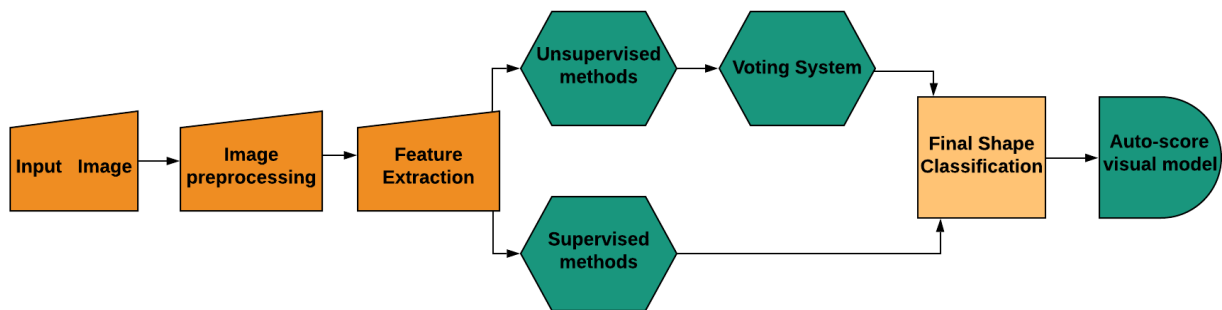 Input Image
Image
preprocessing
Feature
Extraction
Unsupervised
methods
Voting System
Supervised
methods
Final Shape
Classification
Auto-score
visual model